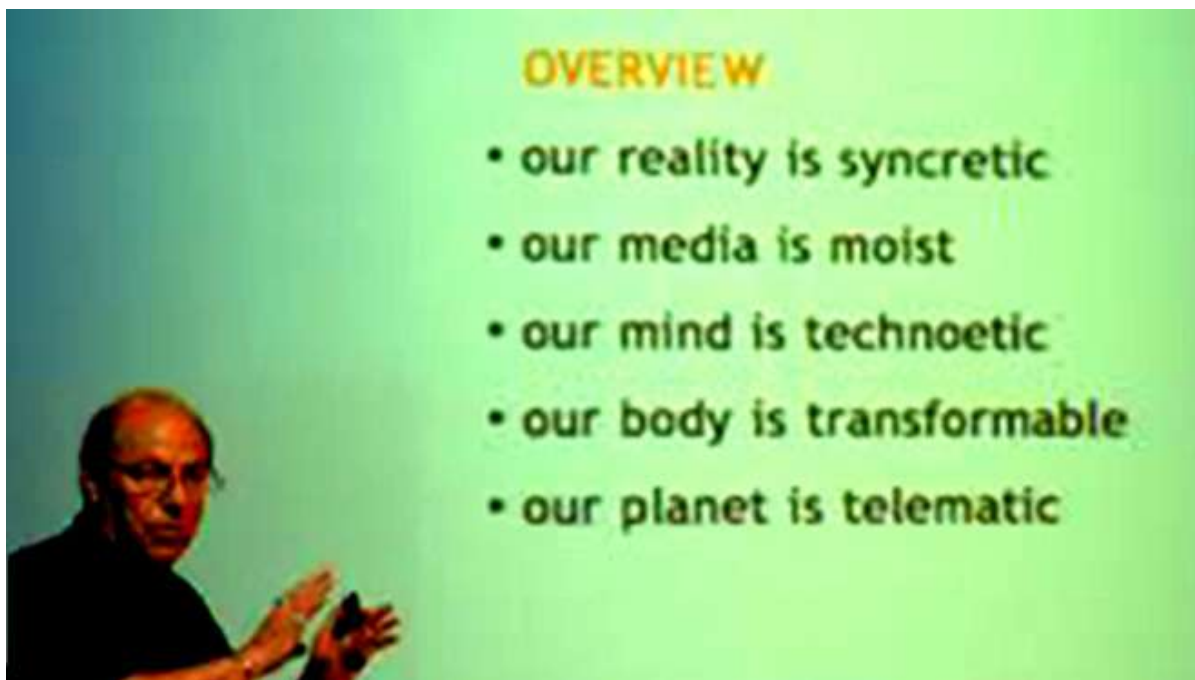 OVERVIEW
• our reality is syncretic
• our media is moist
• our mind is technoetic
• our body is transformable
• our planet is telematic